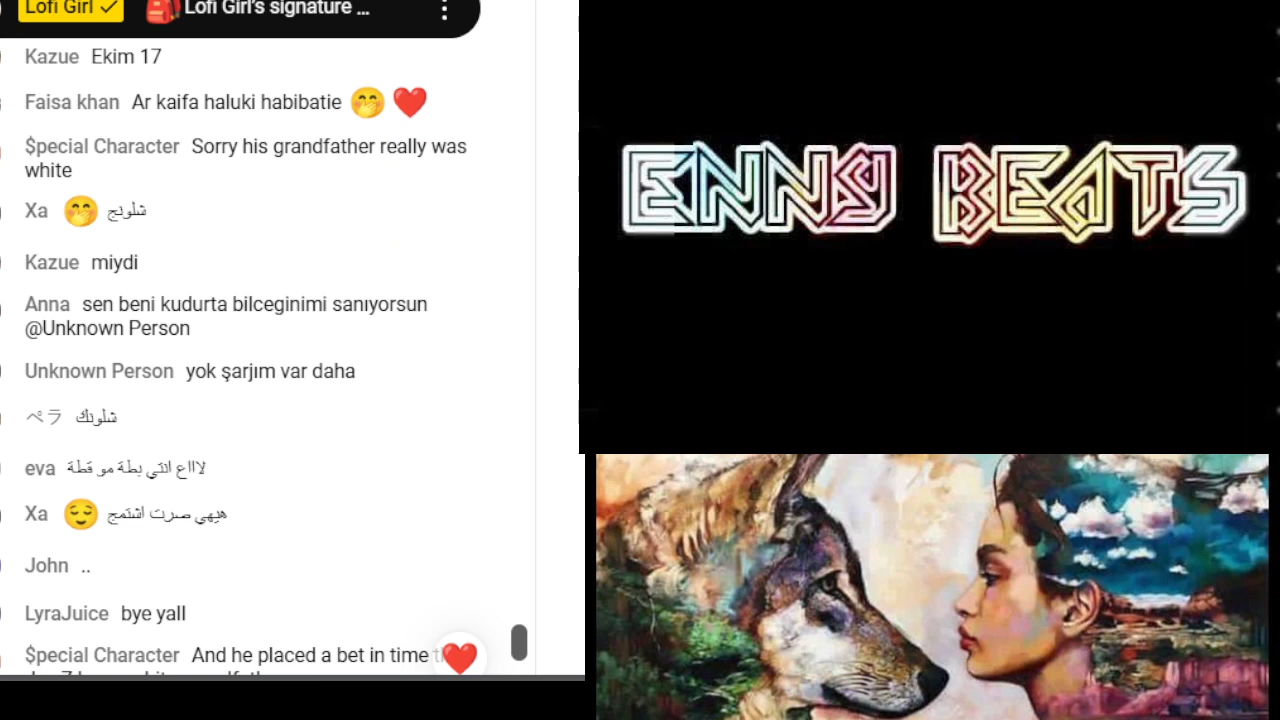 Lofi Girl ✓ 🎒 Lofi Girl's signature ...
Kazue Ekim 17
Faisa khan Ar kaifa haluki habibatie 🤭 ❤️
$pecial Character Sorry his grandfather really was
white
Xa 🤭 شلونج
Kazue miydi
Anna sen beni kudurta bilceginimi sanıyorsun
@Unknown Person
Unknown Person yok şarjım var daha
ペラ شلونك
eva لاااع انتي بطة مو قطة
Xa 😌 هيهي صرت اشتمج
John ..
LyraJuice bye yall
$pecial Character And he placed a bet in time
ENNY BEATS